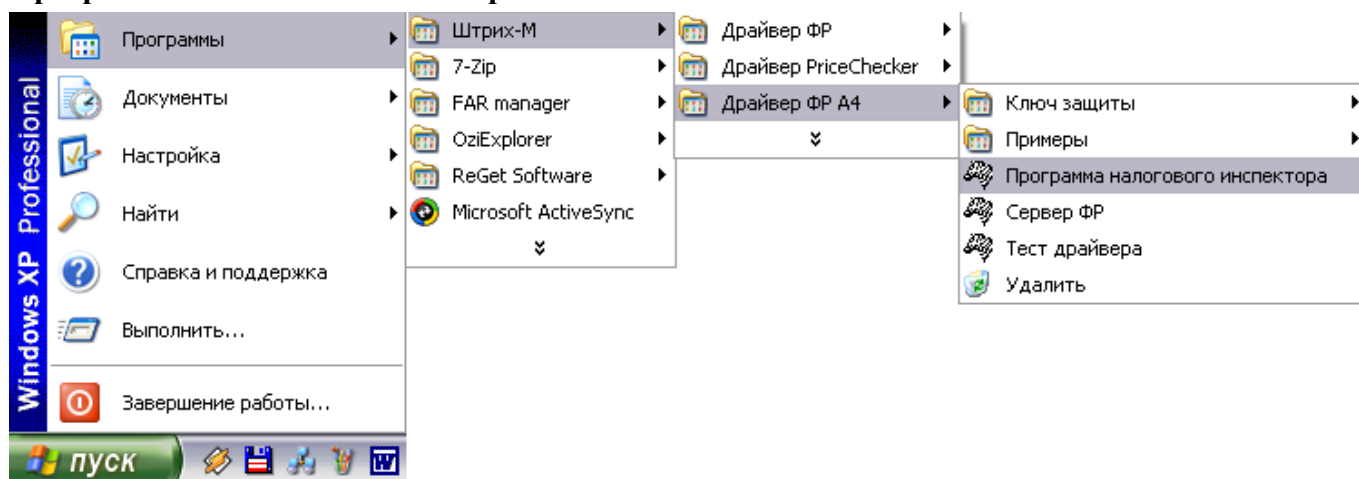 Windows XP Professional
Программы
Документы
Настройка
Найти
Справка и поддержка
Выполнить...
Завершение работы...
пуск
Штрих-М
7-Zip
FAR manager
OziExplorer
ReGet Software
Microsoft ActiveSync
Драйвер ФР
Драйвер PriceChecker
Драйвер ФР А4
Ключ защиты
Примеры
Программа налогового инспектора
Сервер ФР
Тест драйвера
Удалить